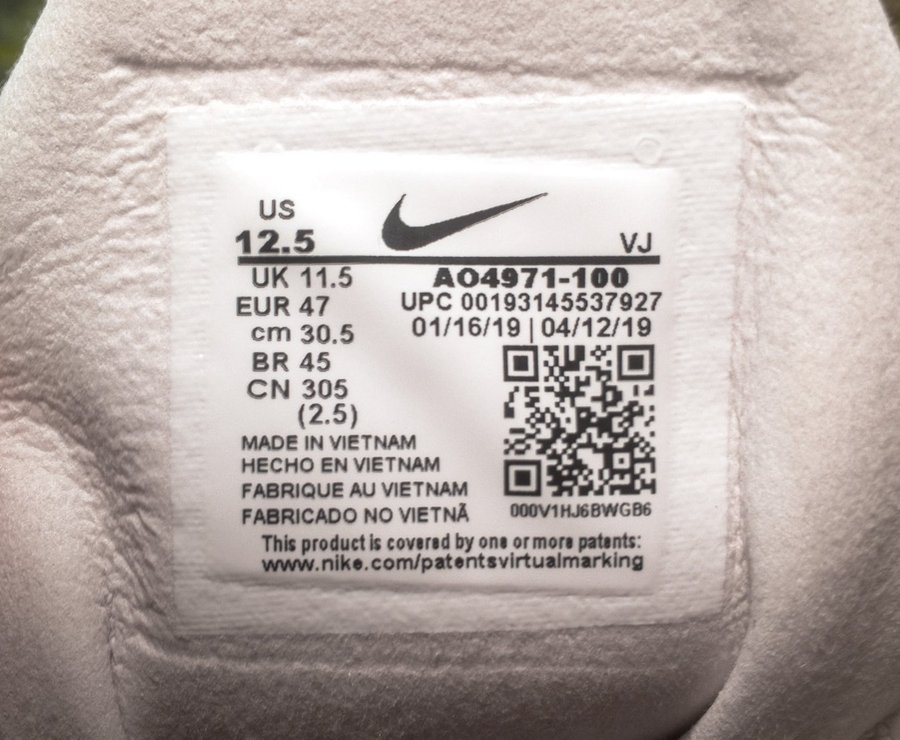 US
12.5
VJ
UK 11.5
EUR 47
cm 30.5
BR 45
CN 305
(2.5)
AO4971-100
UPC 00193145537927
01/16/19 | 04/12/19
000V1HJ6BWGB6
MADE IN VIETNAM
HECHO EN VIETNAM
FABRIQUE AU VIETNAM
FABRICADO NO VIETNÃ
This product is covered by one or more patents:
www.nike.com/patentsvirtualmarking